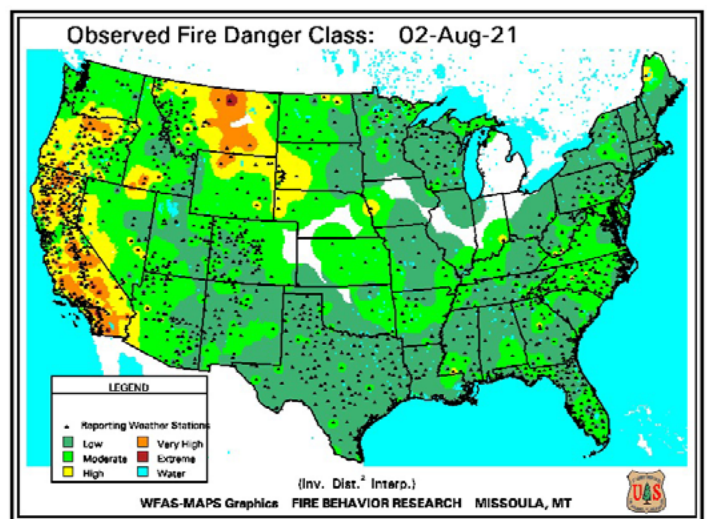 Observed Fire Danger Class: 02-Aug-21
LEGEND
Reporting Weather Stations
Low
Very High
Moderate
Extreme
High
Water
(Inv. Dist.² Interp.)
WFAS-MAPS Graphics FIRE BEHAVIOR RESEARCH MISSOULA, MT
U S